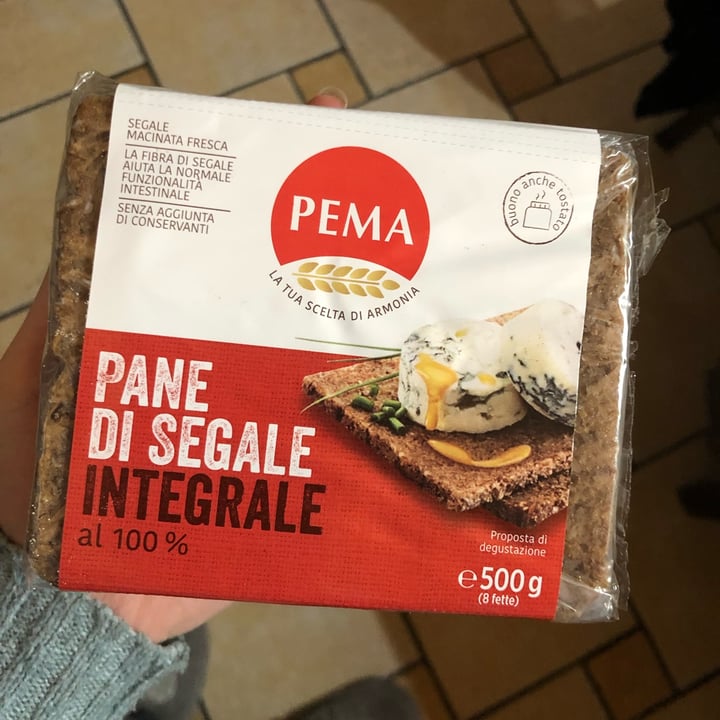 SEGALE
MACINATA FRESCA
LA FIBRA DI SEGALE
AIUTA LA NORMALE
FUNZIONALITÀ
INTESTINALE
SENZA AGGIUNTA
DI CONSERVANTI
PEMA
LA TUA SCELTA DI ARMONIA
buono anche tostato
PANE
DI SEGALE
INTEGRALE
al 100 %
Proposta di
degustazione
℮ 500 g
(8 fette)